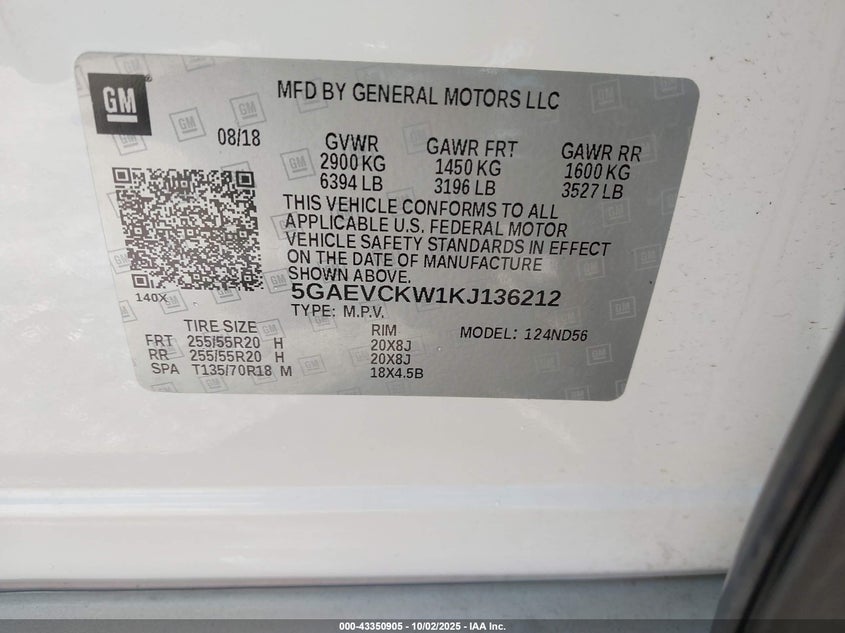 GM
MFD BY GENERAL MOTORS LLC
08/18
GVWR GAWR FRT GAWR RR
2900 KG 1450 KG 1600 KG
6394 LB 3196 LB 3527 LB
THIS VEHICLE CONFORMS TO ALL
APPLICABLE U.S. FEDERAL MOTOR
VEHICLE SAFETY STANDARDS IN EFFECT
ON THE DATE OF MANUFACTURE
SHOWN ABOVE.
140X
5GAEVCKW1KJ136212
TYPE: M.P.V.
TIRE SIZE RIM MODEL: 124ND56
FRT 255/55R20 H 20X8J
RR 255/55R20 H 20X8J
SPA T135/70R18 M 18X4.5B
000-43350905 - 10/02/2025 - IAA Inc.